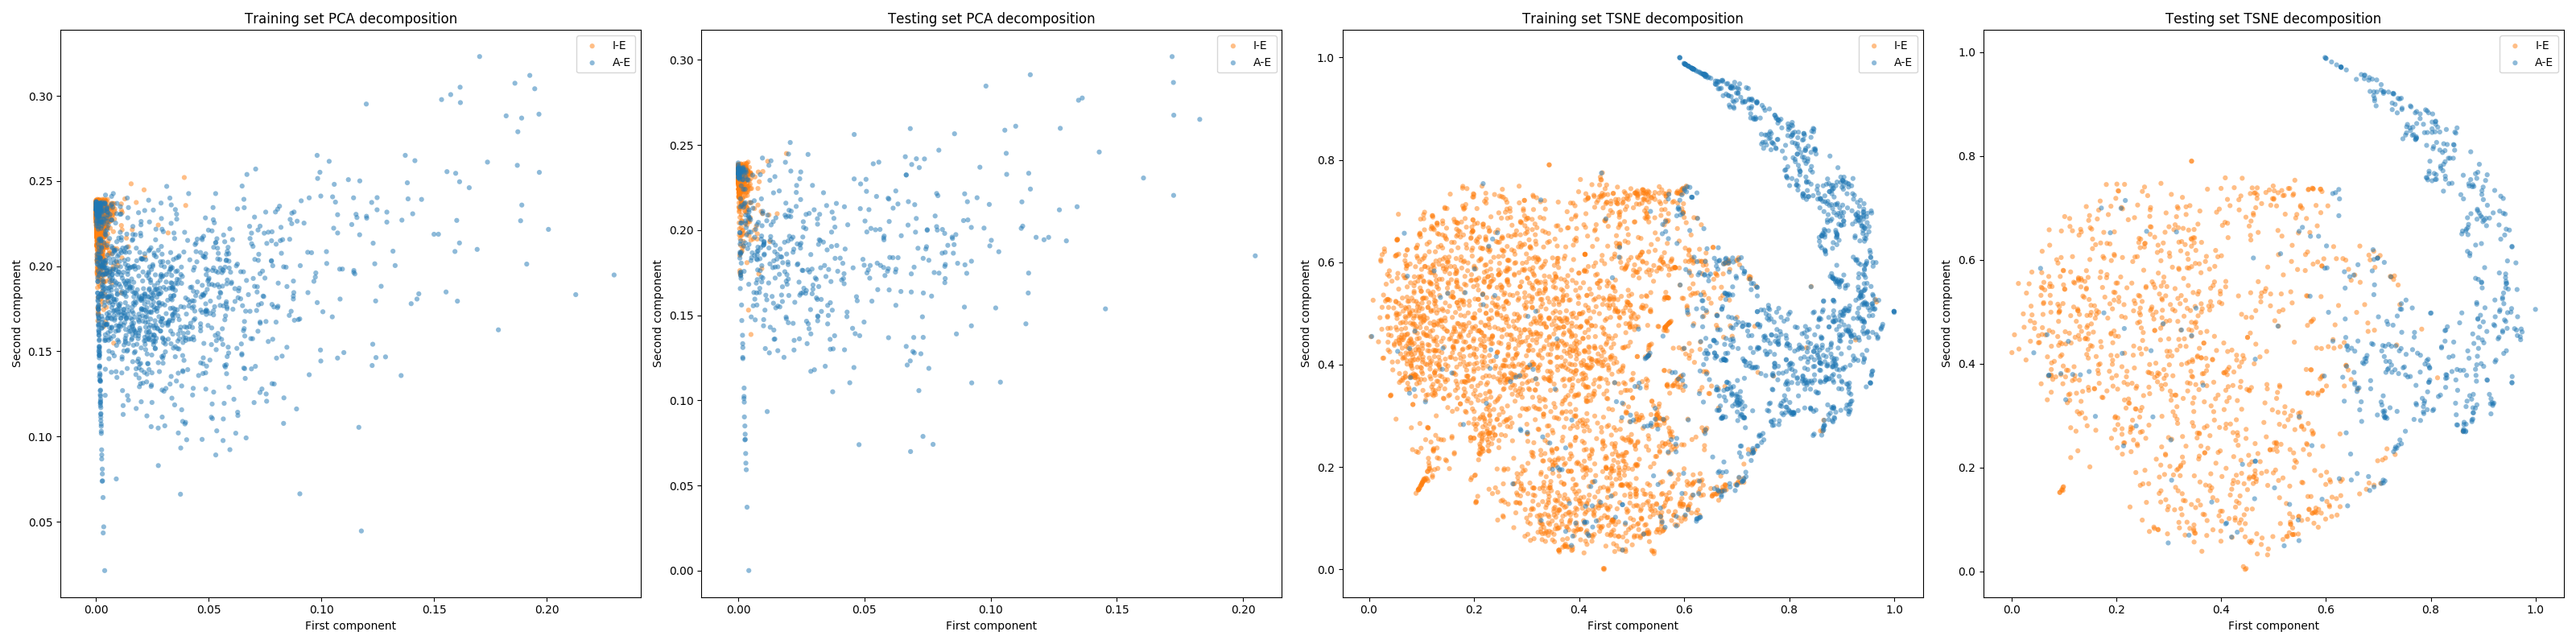 Training set PCA decomposition
I-E
A-E
0.30
0.25
0.20
0.15
0.10
0.05
Second component
0.00 0.05 0.10 0.15 0.20
First component
Testing set PCA decomposition
I-E
A-E
0.30
0.25
0.20
0.15
0.10
0.05
0.00
Second component
0.00 0.05 0.10 0.15 0.20
First component
Training set TSNE decomposition
I-E
A-E
1.0
0.8
0.6
0.4
0.2
0.0
Second component
0.0 0.2 0.4 0.6 0.8 1.0
First component
Testing set TSNE decomposition
I-E
A-E
1.0
0.8
0.6
0.4
0.2
0.0
Second component
0.0 0.2 0.4 0.6 0.8 1.0
First component